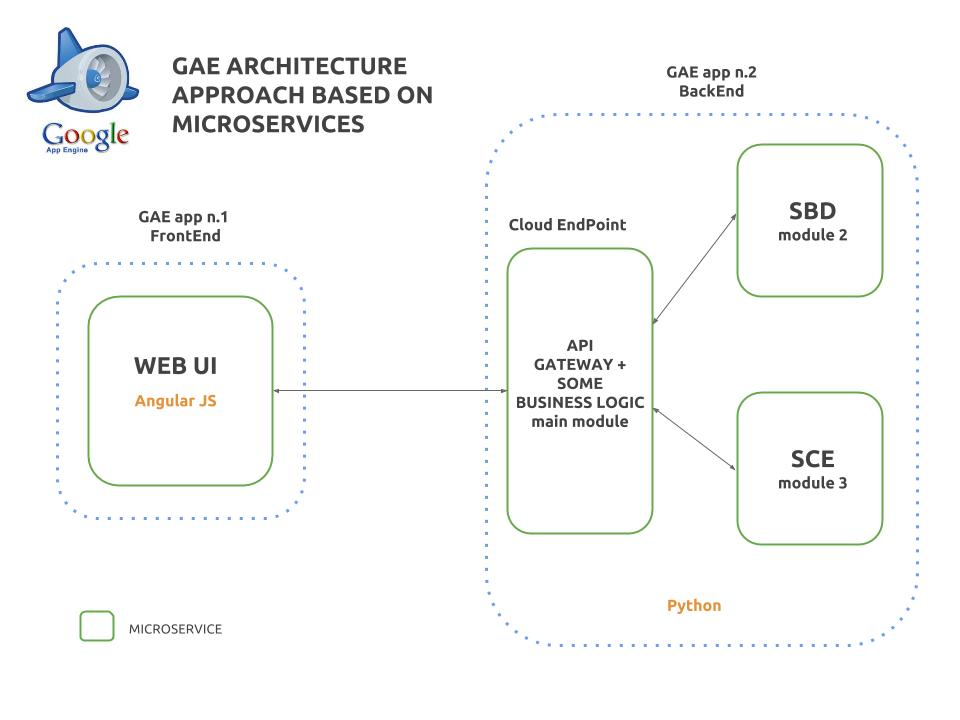 GAE ARCHITECTURE
APPROACH BASED ON
MICROSERVICES
Google
App Engine
GAE app n.1
FrontEnd
WEB UI
Angular JS
GAE app n.2
BackEnd
Cloud EndPoint
API
GATEWAY +
SOME
BUSINESS LOGIC
main module
SBD
module 2
SCE
module 3
Python
MICROSERVICE